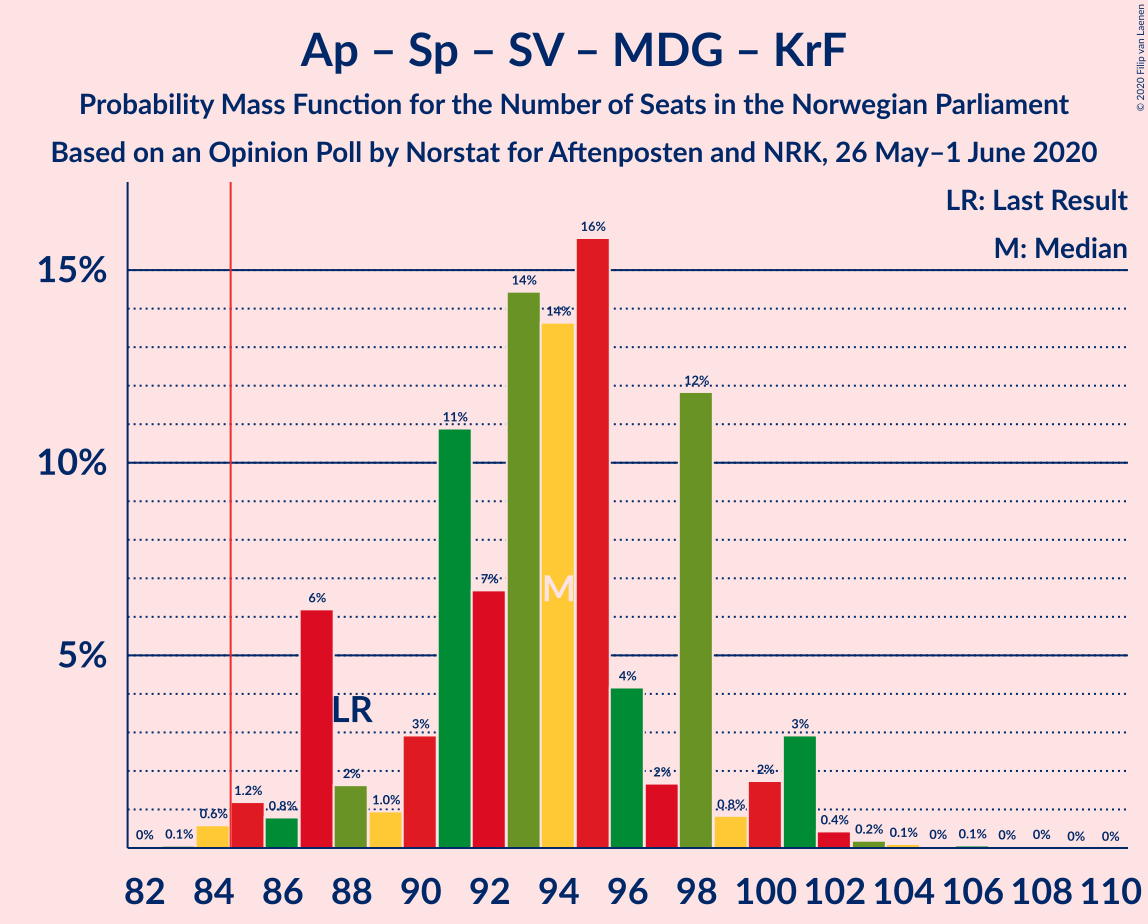 Ap – Sp – SV – MDG – KrF
Probability Mass Function for the Number of Seats in the Norwegian Parliament
Based on an Opinion Poll by Norstat for Aftenposten and NRK, 26 May–1 June 2020
© 2020 Filip van Laenen
LR: Last Result
M: Median
15%
10%
5%
0% 0.1% 0.6% 1.2% 0.8% 6% 2% 1.0% 3% 11% 7% 14% 14% 16% 4% 2% 12% 0.8% 2% 3% 0.4% 0.2% 0.1% 0% 0.1% 0% 0% 0% 0%
LR
M
82 84 86 88 90 92 94 96 98 100 102 104 106 108 110